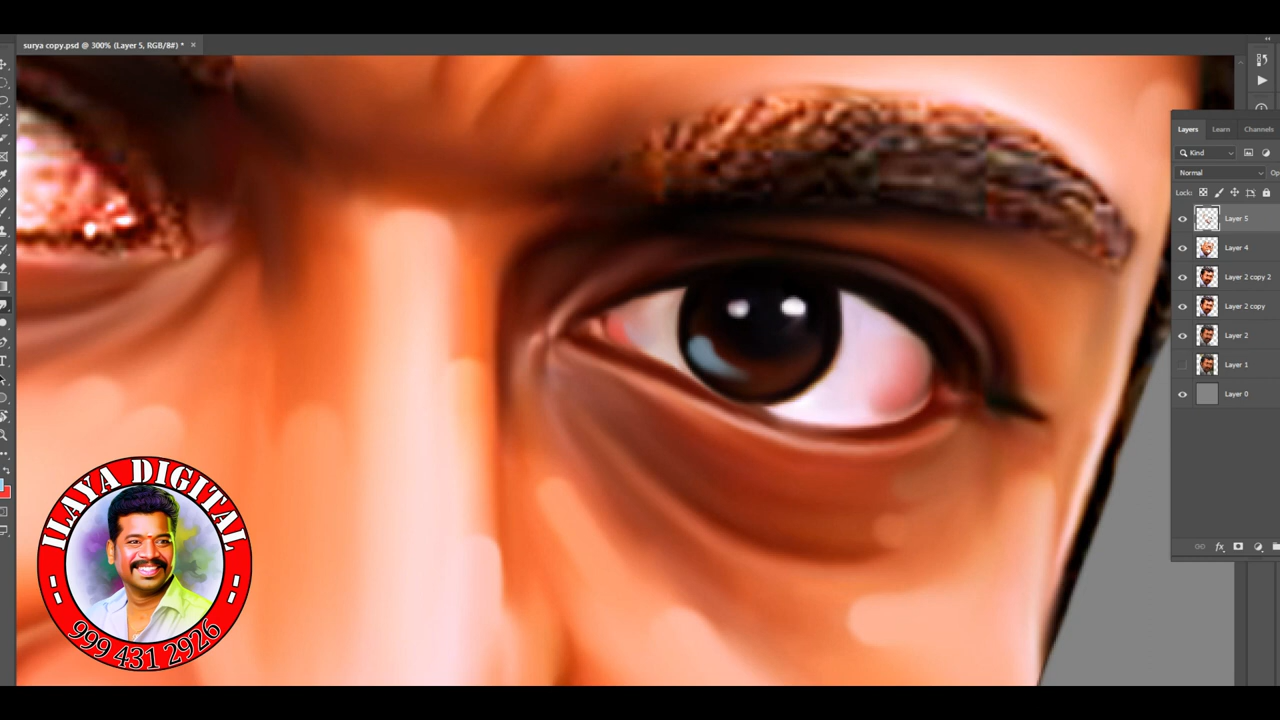 surya copy.psd @ 300% (Layer 5, RGB/8#) *
Layers Learn Channels
Kind
Normal
Lock:
Layer 5
Layer 4
Layer 2 copy 2
Layer 2 copy
Layer 2
Layer 1
Layer 0
fx
ILAYA DIGITAL
999 431 2926